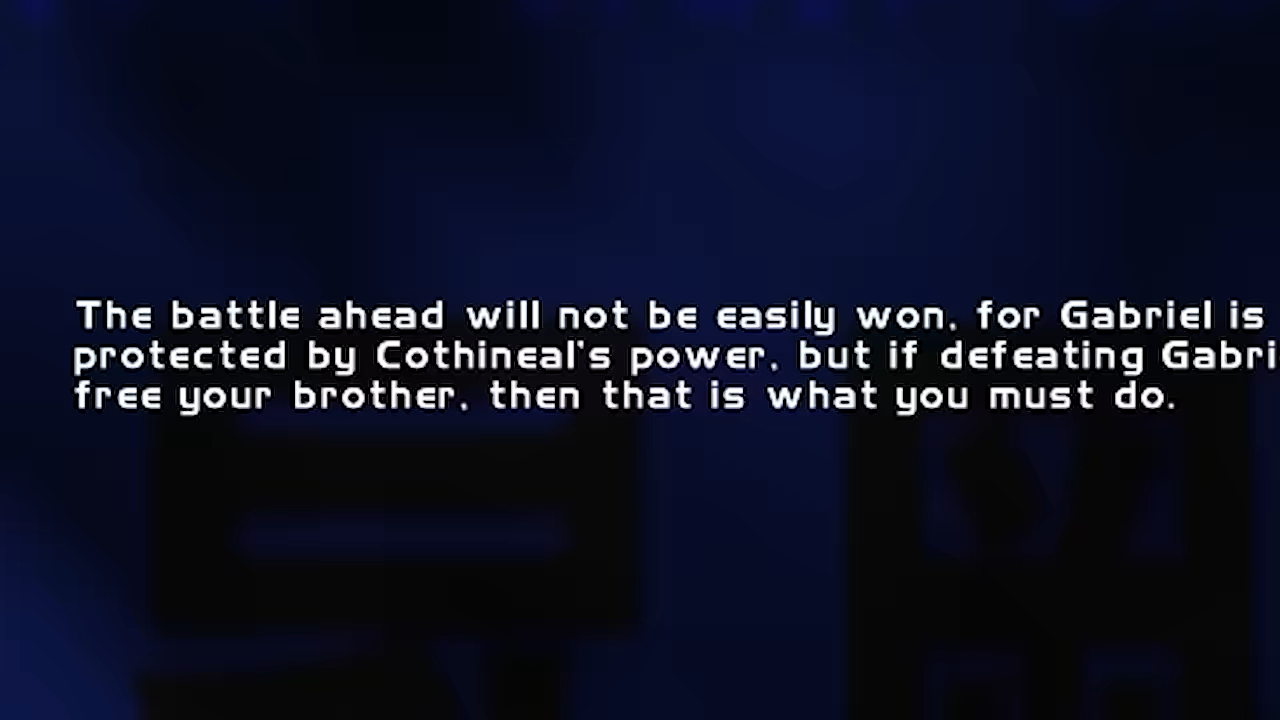 The battle ahead will not be easily won, for Gabriel is
protected by Cothineal's power, but if defeating Gabri
free your brother, then that is what you must do.